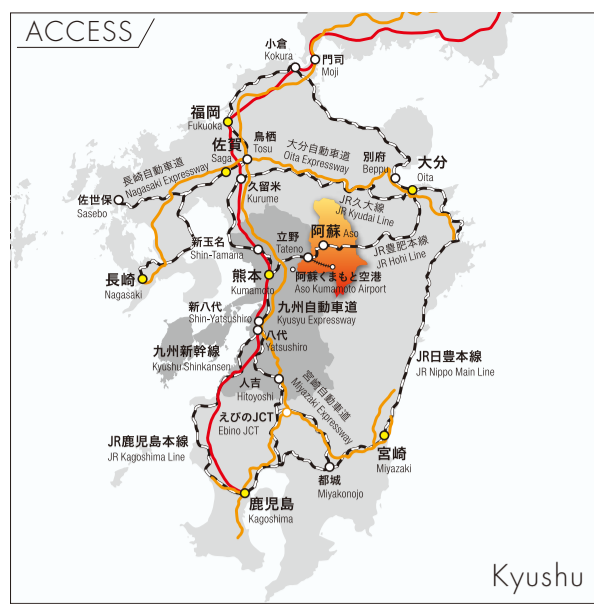 ACCESS
小倉
Kokura
門司
Moji
福岡
Fukuoka
鳥栖
Tosu
佐賀
Saga
大分自動車道
Oita Expressway
別府
Beppu
大分
Oita
長崎自動車道
Nagasaki Expressway
佐世保
Sasebo
久留米
Kurume
JR久大線
JR Kyudai Line
阿蘇 Aso
立野
Tateno
JR豊肥本線
JR Hohi Line
新玉名
Shin-Tamana
長崎
Nagasaki
熊本
Kumamoto
阿蘇くまもと空港
Aso Kumamoto Airport
新八代
Shin-Yatsushiro
九州自動車道
Kyusyu Expressway
八代
Yatsushiro
九州新幹線
Kyushu Shinkansen
JR日豊本線
JR Nippo Main Line
人吉
Hitoyoshi
宮崎自動車道
Miyazaki Expressway
えびのJCT
Ebino JCT
JR鹿児島本線
JR Kagoshima Line
宮崎
Miyazaki
都城
Miyakonojo
鹿児島
Kagoshima
Kyushu